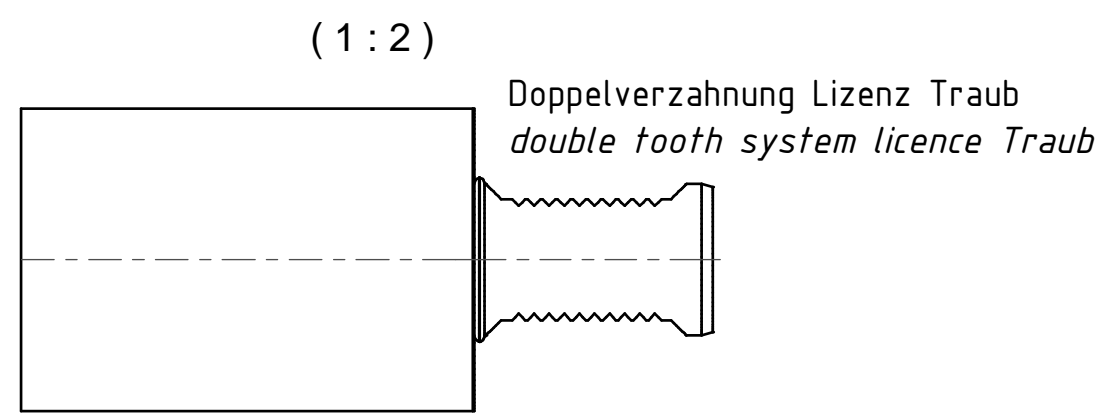 ( 1 : 2 )
Doppelverzahnung Lizenz Traub
double tooth system licence Traub